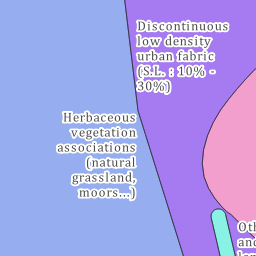 Discontinuous
low density
urban fabric
(S.L. : 10% -
30%)
Herbaceous
vegetation
associations
(natural
grassland,
moors...)